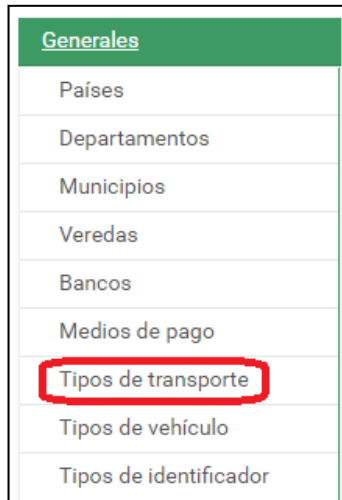 Generales
Países
Departamentos
Municipios
Veredas
Bancos
Medios de pago
Tipos de transporte
Tipos de vehículo
Tipos de identificador